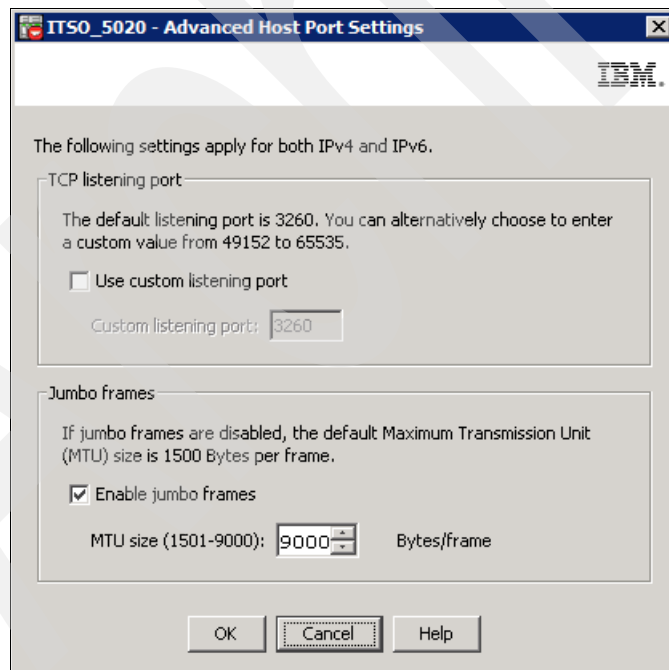 ITSO_5020 - Advanced Host Port Settings
IBM.
The following settings apply for both IPv4 and IPv6.
TCP listening port
The default listening port is 3260. You can alternatively choose to enter
a custom value from 49152 to 65535.
Use custom listening port
Custom listening port: 3260
Jumbo frames
If jumbo frames are disabled, the default Maximum Transmission Unit
(MTU) size is 1500 Bytes per frame.
Enable jumbo frames
MTU size (1501-9000): 9000 Bytes/frame
OK Cancel Help